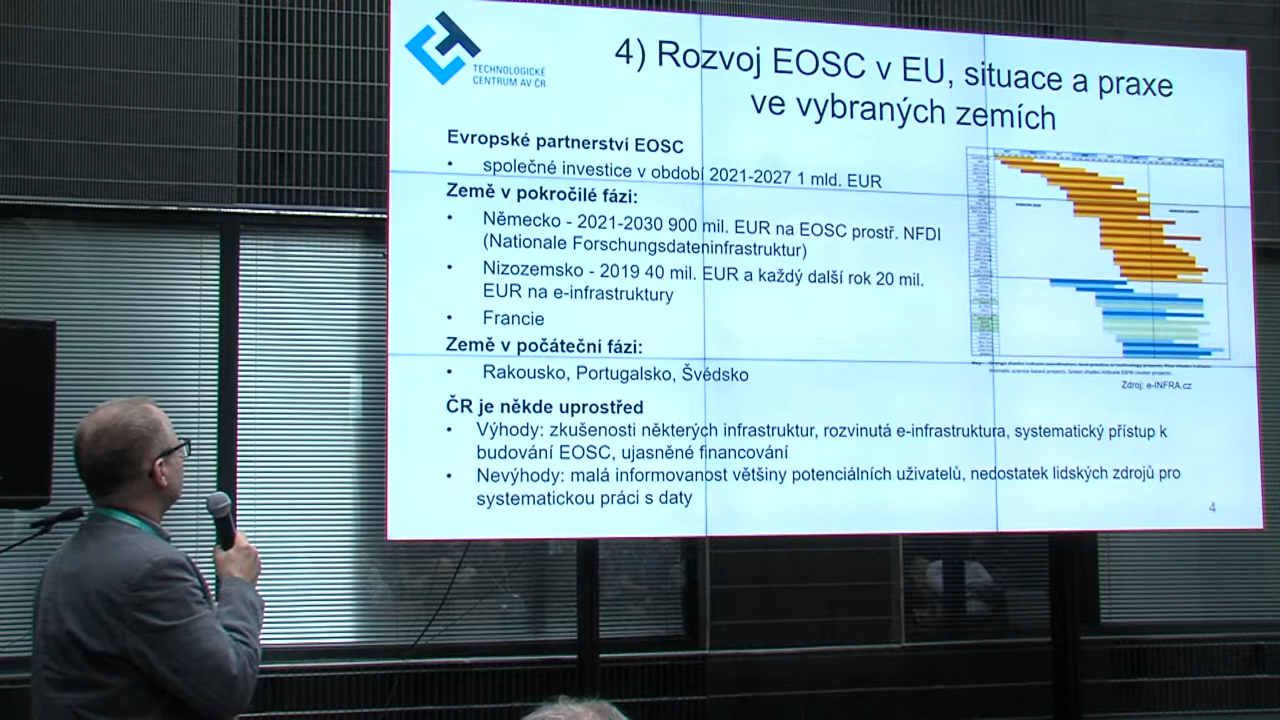 TECHNOLOGICKÉ
CENTRUM AV ČR
4) Rozvoj EOSC v EU, situace a praxe
ve vybraných zemích
Evropské partnerství EOSC
• společné investice v období 2021-2027 1 mld. EUR
Země v pokročilé fázi:
• Německo - 2021-2030 900 mil. EUR na EOSC prostř. NFDI
(Nationale Forschungsdateninfrastruktur)
• Nizozemsko - 2019 40 mil. EUR a každý další rok 20 mil.
EUR na e-infrastruktury
• Francie
Země v počáteční fázi:
• Rakousko, Portugalsko, Švédsko
Zdroj: e-INFRA.cz
ČR je někde uprostřed
• Výhody: zkušenosti některých infrastruktur, rozvinutá e-infrastruktura, systematický přístup k
budování EOSC, ujasněné financování
• Nevýhody: malá informovanost většiny potenciálních uživatelů, nedostatek lidských zdrojů pro
systematickou práci s daty
4